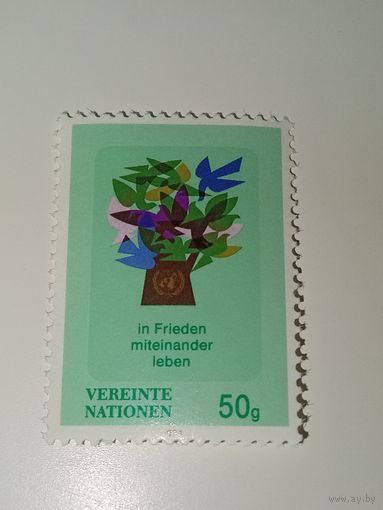 in Frieden
miteinander
leben
VEREINTE
NATIONEN
50g
www.ay.by